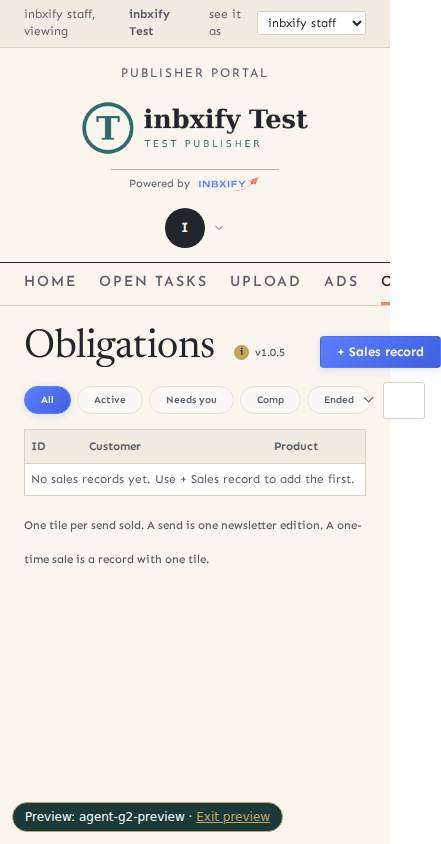 inbxify staff, viewing
inbxify Test
see it as
inbxify staff
PUBLISHER PORTAL
T
inbxify Test
TEST PUBLISHER
Powered by INBXIFY
I
HOME OPEN TASKS UPLOAD ADS
Obligations i v1.0.5 + Sales record
All Active Needs you Comp Ended
ID Customer Product
No sales records yet. Use + Sales record to add the first.
One tile per send sold. A send is one newsletter edition. A one-
time sale is a record with one tile.
Preview: agent-g2-preview · Exit preview